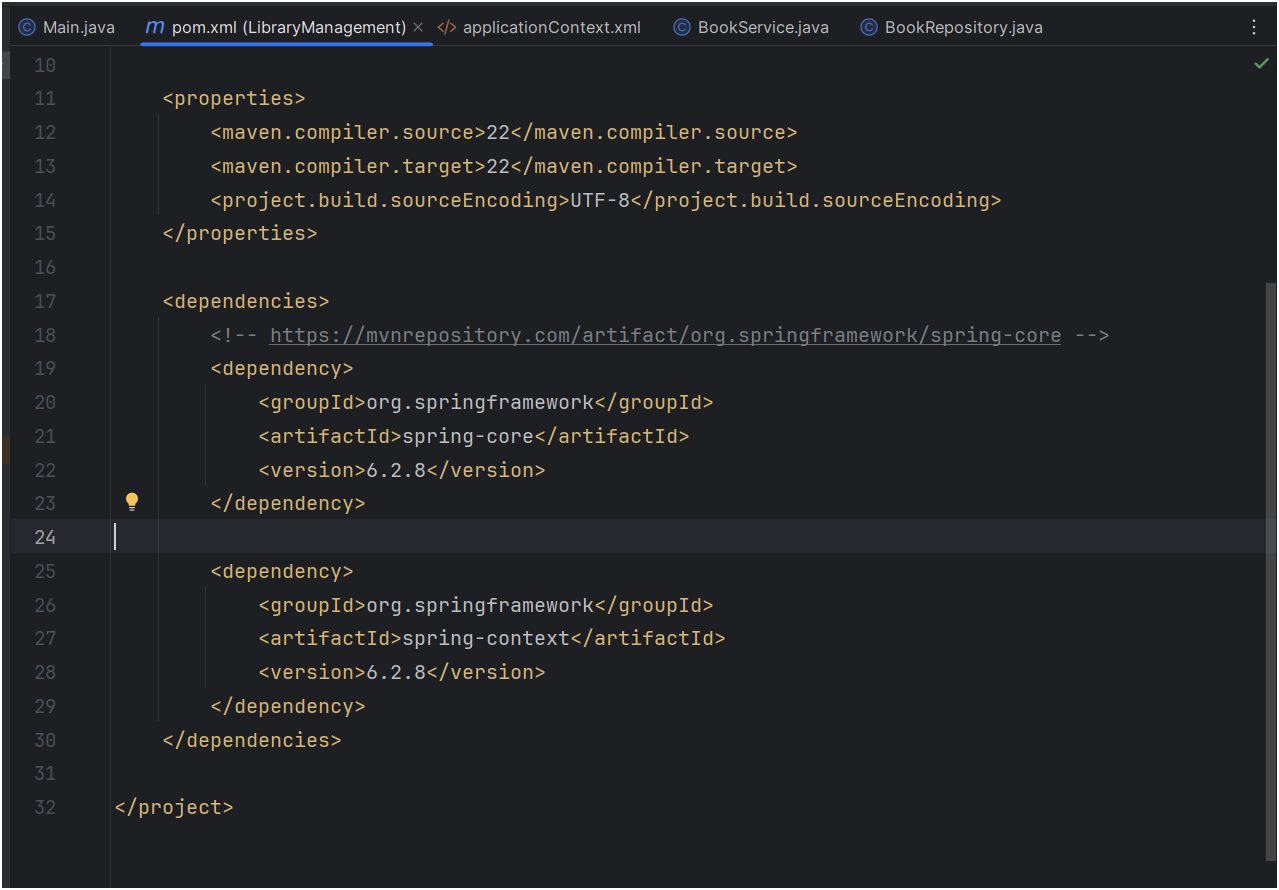 Main.java pom.xml (LibraryManagement) applicationContext.xml BookService.java BookRepository.java
10
11 <properties>
12 <maven.compiler.source>22</maven.compiler.source>
13 <maven.compiler.target>22</maven.compiler.target>
14 <project.build.sourceEncoding>UTF-8</project.build.sourceEncoding>
15 </properties>
16
17 <dependencies>
18 <!-- https://mvnrepository.com/artifact/org.springframework/spring-core -->
19 <dependency>
20 <groupId>org.springframework</groupId>
21 <artifactId>spring-core</artifactId>
22 <version>6.2.8</version>
23 </dependency>
24
25 <dependency>
26 <groupId>org.springframework</groupId>
27 <artifactId>spring-context</artifactId>
28 <version>6.2.8</version>
29 </dependency>
30 </dependencies>
31
32 </project>